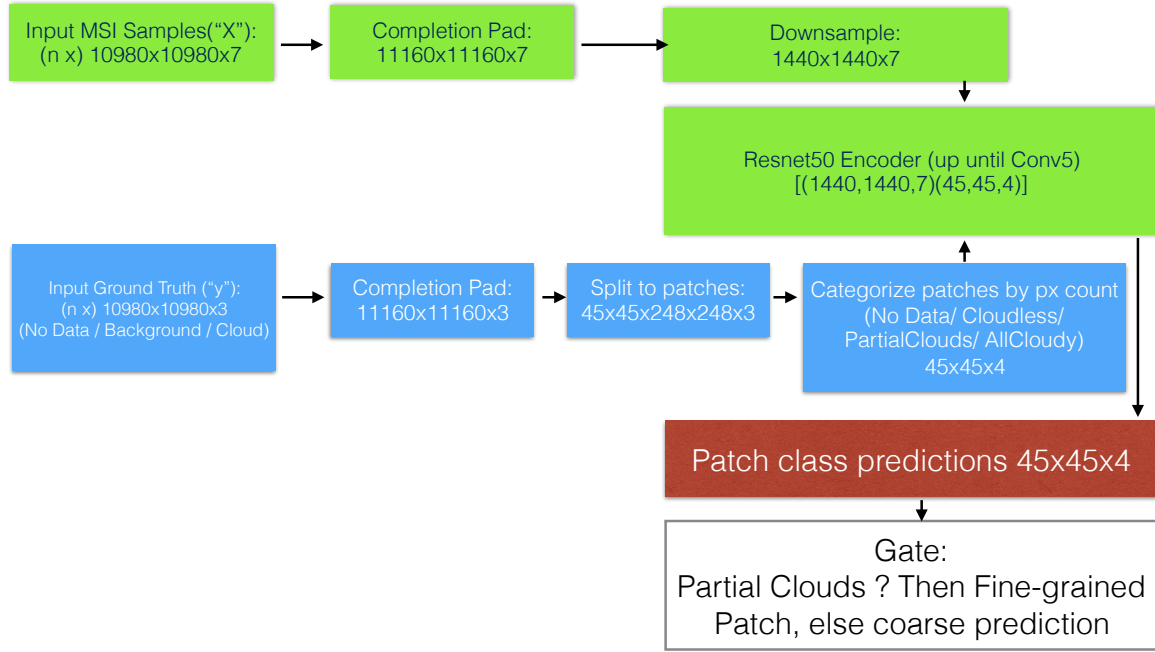 Input MSI Samples(“X”):
(n x) 10980x10980x7
Completion Pad:
11160x11160x7
Downsample:
1440x1440x7
Resnet50 Encoder (up until Conv5)
[(1440,1440,7)(45,45,4)]
Input Ground Truth (“y”):
(n x) 10980x10980x3
(No Data / Background / Cloud)
Completion Pad:
11160x11160x3
Split to patches:
45x45x248x248x3
Categorize patches by px count
(No Data/ Cloudless/
PartialClouds/ AllCloudy)
45x45x4
Patch class predictions 45x45x4
Gate:
Partial Clouds ? Then Fine-grained
Patch, else coarse prediction